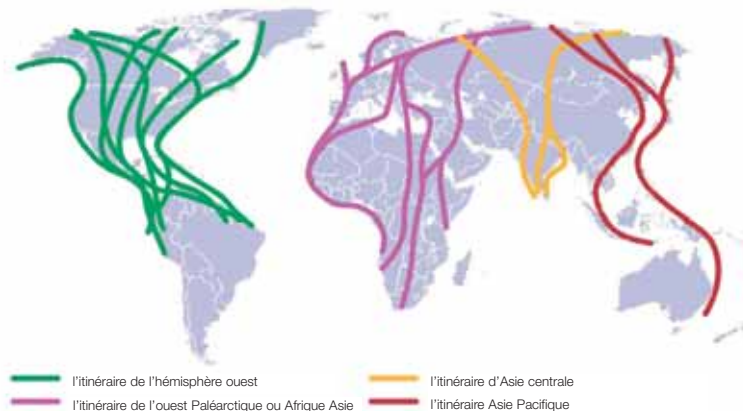 l'itinéraire de l'hémisphère ouest
l'itinéraire d'Asie centrale
l'itinéraire de l'ouest Paléarctique ou Afrique Asie
l'itinéraire Asie Pacifique